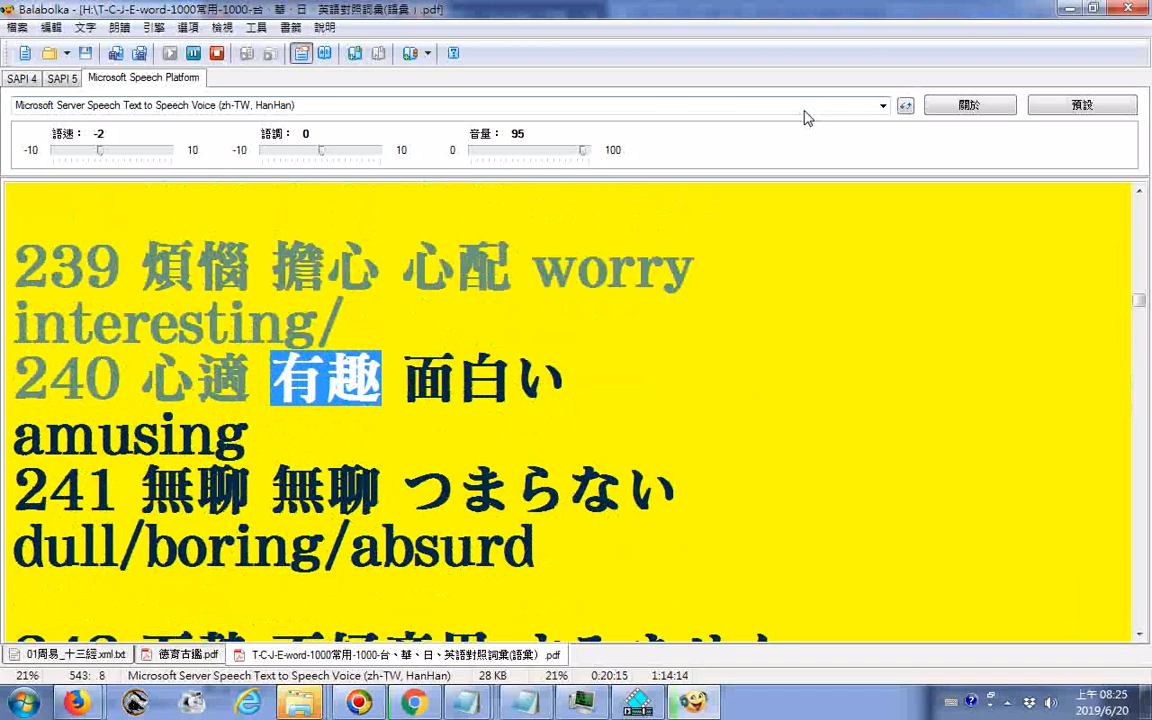 Balabolka - [H:\T-C-J-E-word-1000常用-1000-台、華、日、英語對照詞彙(語彙﹞.pdf]
檔案 編輯 文字 朗讀 引擎 選項 檢視 工具 書籤 說明
SAPI 4 SAPI 5 Microsoft Speech Platform
Microsoft Server Speech Text to Speech Voice (zh-TW, HanHan) 關於 預設
語速： -2 語調： 0 音量： 95
-10 10 -10 10 0 100
239 煩惱 擔心 心配 worry
interesting/
240 心適 有趣 面白い
amusing
241 無聊 無聊 つまらない
dull/boring/absurd
01周易_十三經.xml.txt 德育古鑑.pdf T-C-J-E-word-1000常用-1000-台、華、日、英語對照詞彙(語彙﹞.pdf
21% 543: 8 Microsoft Server Speech Text to Speech Voice (zh-TW, HanHan) 28 KB 21% 0:20:15 1:14:14
上午 08:25
2019/6/20